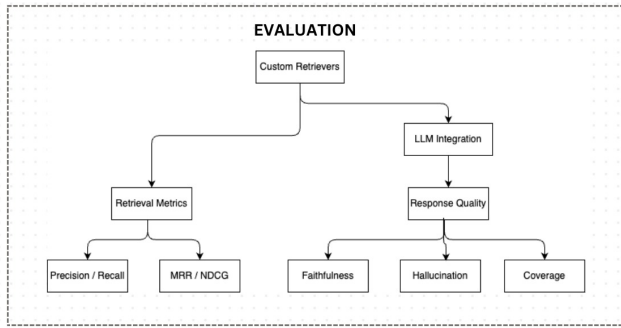 EVALUATION
Custom Retrievers
LLM Integration
Retrieval Metrics
Response Quality
Precision / Recall
MRR / NDCG
Faithfulness
Hallucination
Coverage